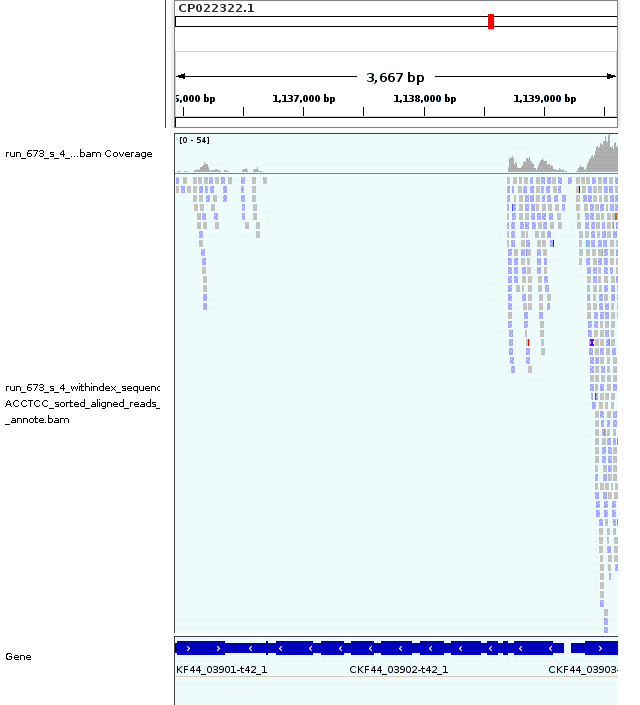 CP022322.1
3,667 bp
5,000 bp 1,137,000 bp 1,138,000 bp 1,139,000 bp
[0 - 54]
run_673_s_4_...bam Coverage
run_673_s_4_withindex_sequenc
ACCTCC_sorted_aligned_reads_
_annote.bam
Gene
KF44_03901-t42_1 CKF44_03902-t42_1 CKF44_03903-